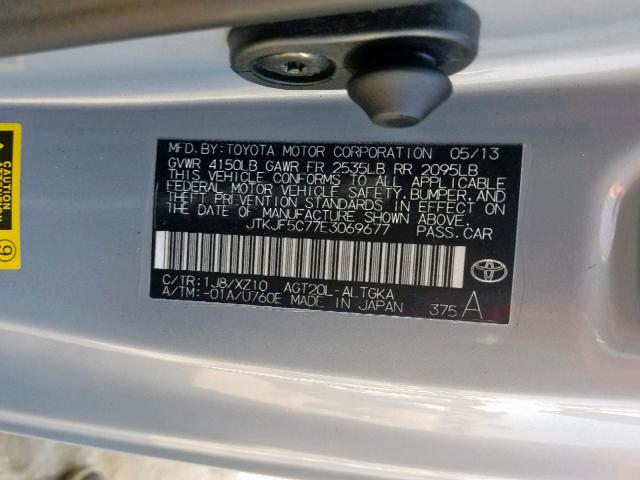 MFD.BY:TOYOTA MOTOR CORPORATION 05/13
GVWR 4150LB GAWR FR 2535LB RR 2095LB
THIS VEHICLE CONFORMS TO ALL APPLICABLE
FEDERAL MOTOR VEHICLE SAFETY, BUMPER, AND
THEFT PREVENTION STANDARDS IN EFFECT ON
THE DATE OF MANUFACTURE SHOWN ABOVE.
JTKJF5C77E3069677 PASS.CAR
C/TR:1J8/XZ10 AGT20L-ALTGKA
A/TM:-01A/U760E MADE IN JAPAN 375 A
CAUTION
9